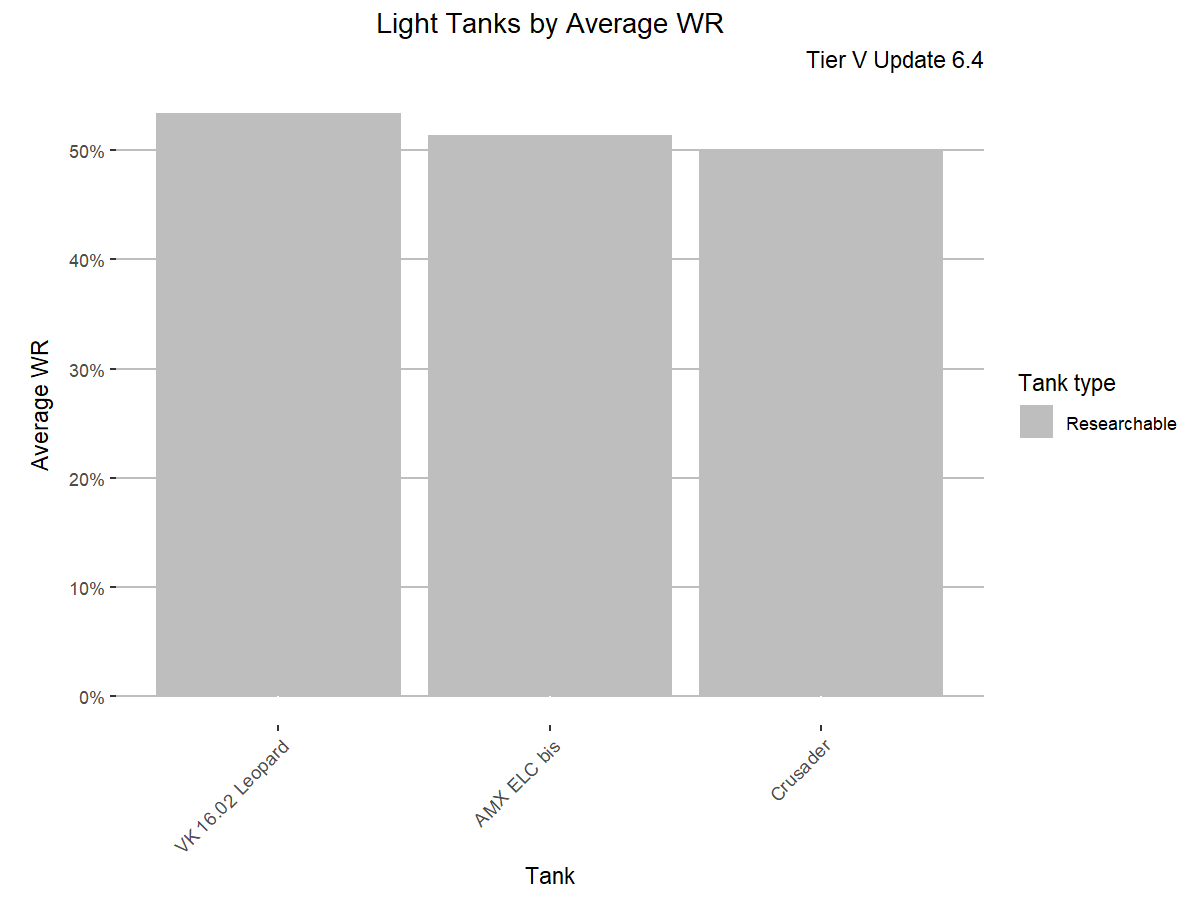 Light Tanks by Average WR
Tier V Update 6.4
Average WR
50%
40%
30%
20%
10%
0%
VK 16.02 Leopard
AMX ELC bis
Crusader
Tank
Tank type
Researchable